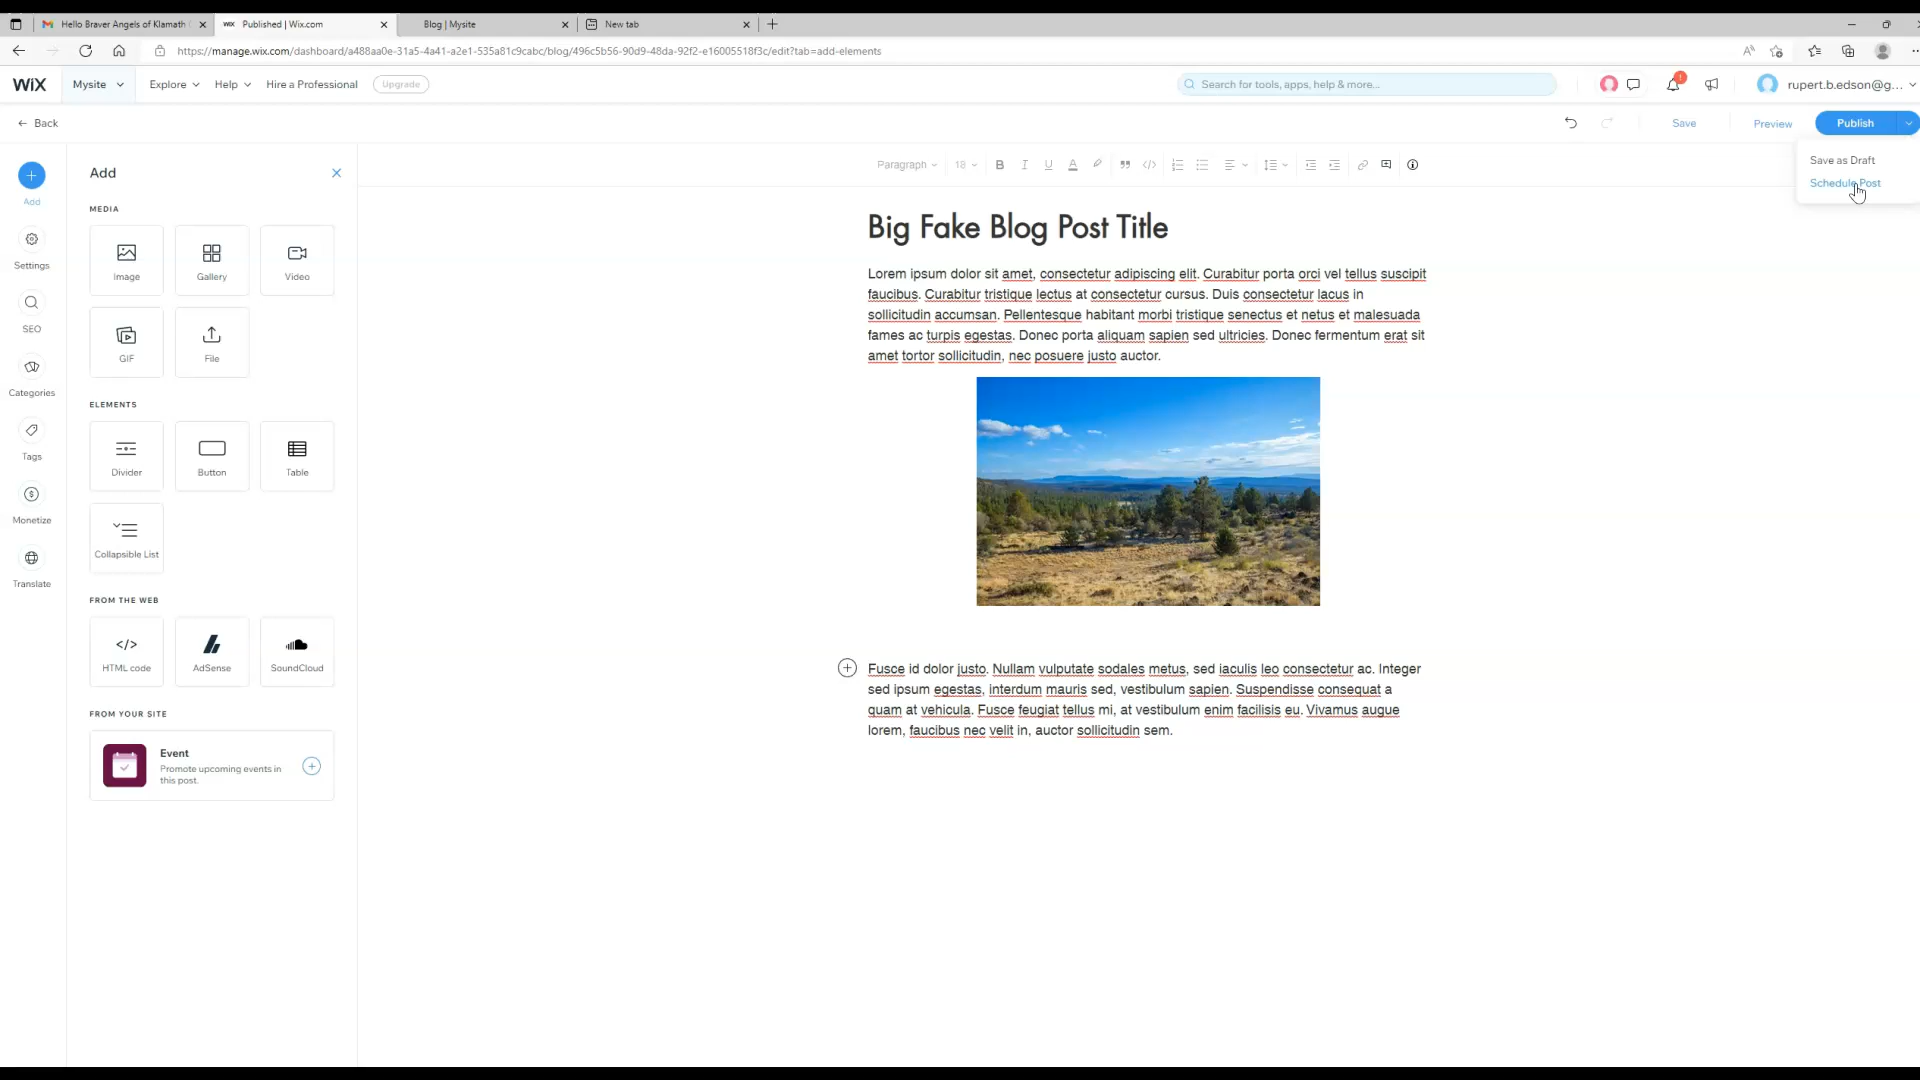 Hello Braver Angels of Klamath
WIX Published | Wix.com
Blog | Mysite
New tab
https://manage.wix.com/dashboard/a488aa0e-31a5-4a41-a2e1-535a81c9cabc/blog/496c5b56-90d9-48da-92f2-e16005518f3c/edit?tab=add-elements
WIX
Mysite
Explore
Help
Hire a Professional
Upgrade
Search for tools, apps, help & more...
1
rupert.b.edson@g...
Back
Save
Preview
Publish
Save as Draft
Schedule Post
Paragraph
18
B
I
U
A
Add
Settings
SEO
Categories
Tags
Monetize
Translate
Add
MEDIA
Image
Gallery
Video
GIF
File
ELEMENTS
Divider
Button
Table
Collapsible List
FROM THE WEB
</>
HTML code
AdSense
SoundCloud
FROM YOUR SITE
Event
Promote upcoming events in
this post.
Big Fake Blog Post Title
Lorem ipsum dolor sit amet, consectetur adipiscing elit. Curabitur porta orci vel tellus suscipit
faucibus. Curabitur tristique lectus at consectetur cursus. Duis consectetur lacus in
sollicitudin accumsan. Pellentesque habitant morbi tristique senectus et netus et malesuada
fames ac turpis egestas. Donec porta aliquam sapien sed ultricies. Donec fermentum erat sit
amet tortor sollicitudin, nec posuere justo auctor.
Fusce id dolor justo. Nullam vulputate sodales metus, sed iaculis leo consectetur ac. Integer
sed ipsum egestas, interdum mauris sed, vestibulum sapien. Suspendisse consequat a
quam at vehicula. Fusce feugiat tellus mi, at vestibulum enim facilisis eu. Vivamus augue
lorem, faucibus nec velit in, auctor sollicitudin sem.